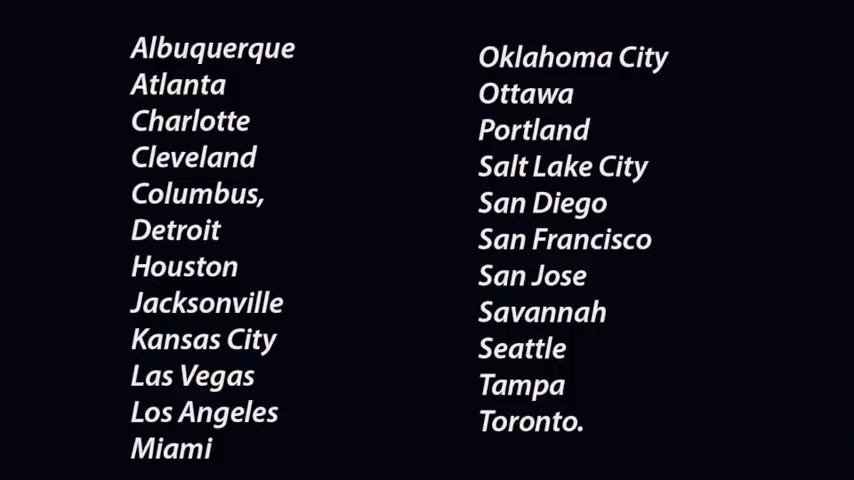 Albuquerque
Atlanta
Charlotte
Cleveland
Columbus,
Detroit
Houston
Jacksonville
Kansas City
Las Vegas
Los Angeles
Miami
Oklahoma City
Ottawa
Portland
Salt Lake City
San Diego
San Francisco
San Jose
Savannah
Seattle
Tampa
Toronto.